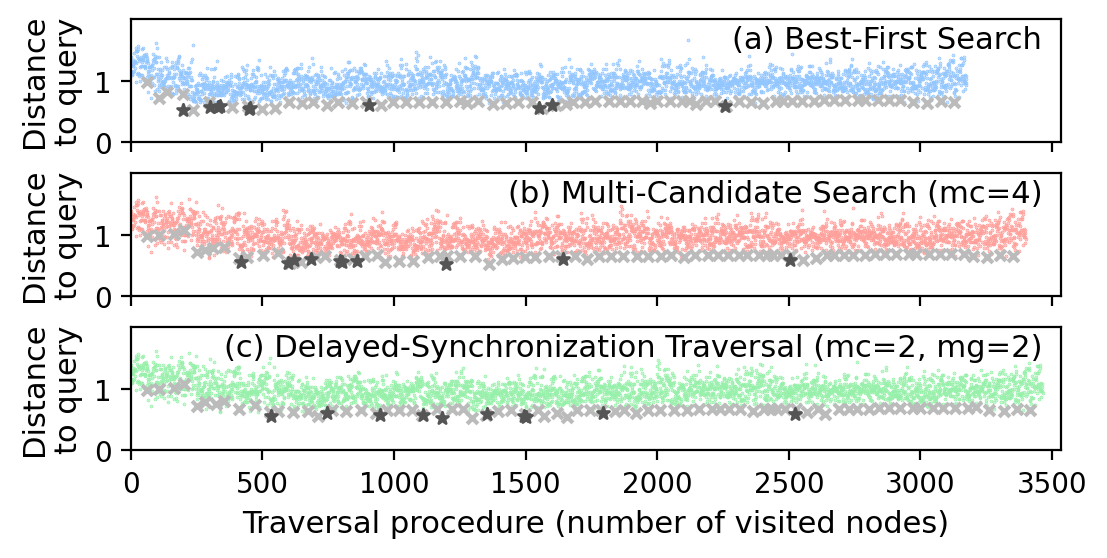 Distance
to query
1
0
(a) Best-First Search
Distance
to query
1
0
(b) Multi-Candidate Search (mc=4)
Distance
to query
1
0
(c) Delayed-Synchronization Traversal (mc=2, mg=2)
0 500 1000 1500 2000 2500 3000 3500
Traversal procedure (number of visited nodes)